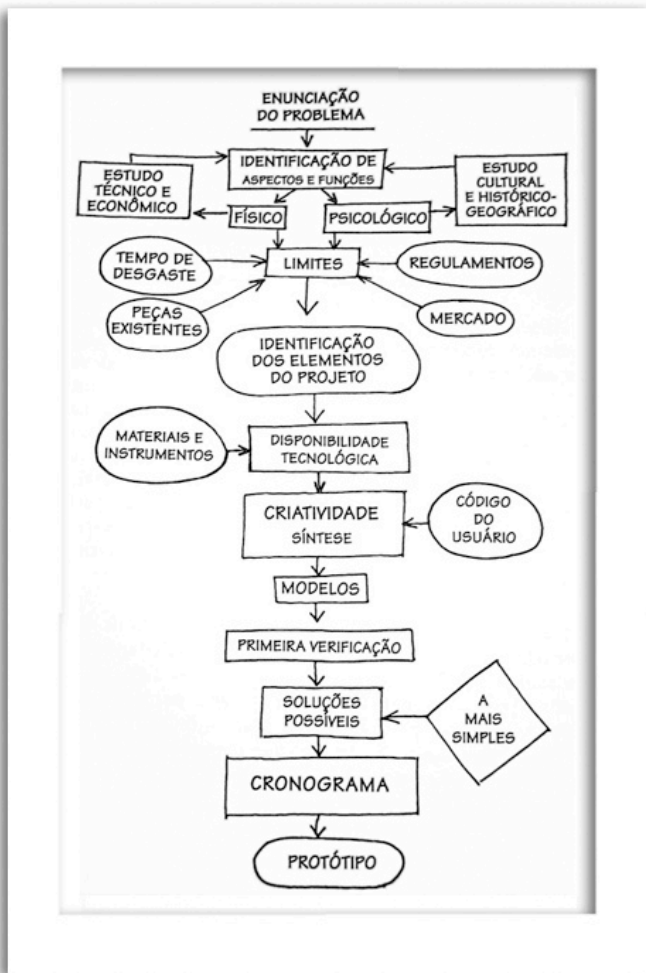 ENUNCIAÇÃO
DO PROBLEMA
IDENTIFICAÇÃO DE
ASPECTOS E FUNÇÕES
ESTUDO
TÉCNICO E
ECONÔMICO
ESTUDO
CULTURAL
E HISTÓRICO-
GEOGRÁFICO
FÍSICO
PSICOLÓGICO
TEMPO DE
DESGASTE
LIMITES
REGULAMENTOS
PEÇAS
EXISTENTES
MERCADO
IDENTIFICAÇÃO
DOS ELEMENTOS
DO PROJETO
MATERIAIS E
INSTRUMENTOS
DISPONIBILIDADE
TECNOLÓGICA
CRIATIVIDADE
SÍNTESE
CÓDIGO
DO
USUÁRIO
MODELOS
PRIMEIRA VERIFICAÇÃO
SOLUÇÕES
POSSÍVEIS
A
MAIS
SIMPLES
CRONOGRAMA
PROTÓTIPO